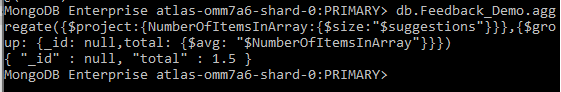 MongoDB Enterprise atlas-omm7a6-shard-0:PRIMARY> db.Feedback_Demo.agg
regate({$project:{NumberOfItemsInArray:{$size:"$suggestions"}}},{$gro
up: {_id: null,total: {$avg: "$NumberOfItemsInArray"}}})
{ "_id" : null, "total" : 1.5 }
MongoDB Enterprise atlas-omm7a6-shard-0:PRIMARY>